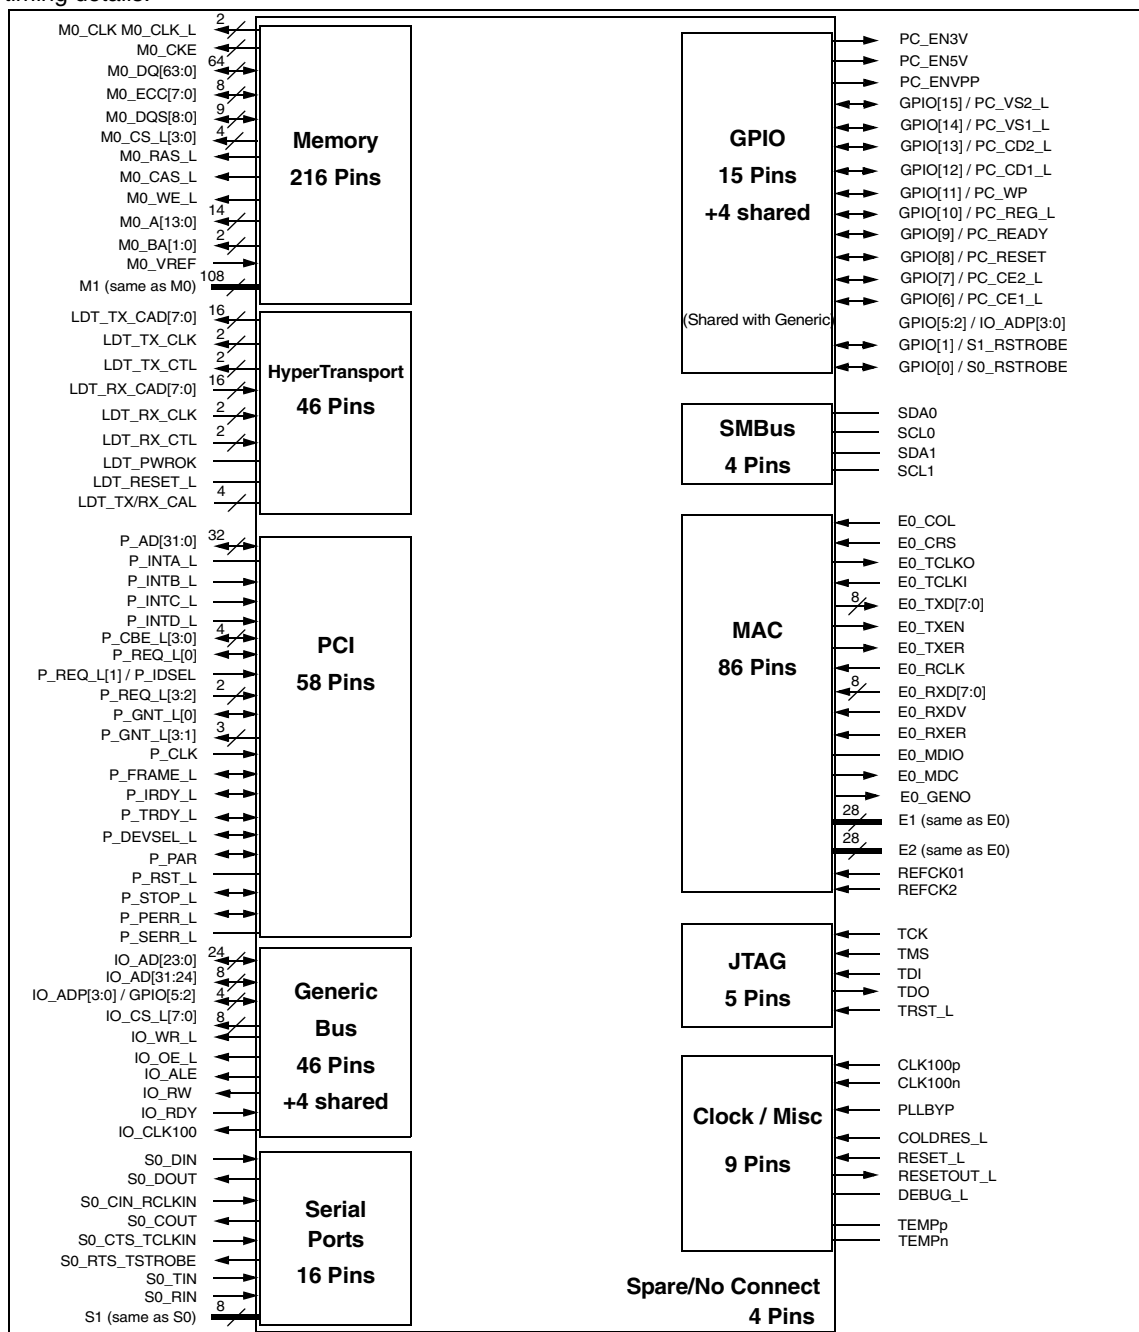 timing details.
2
M0_CLK M0_CLK_L
M0_CKE
64
M0_DQ[63:0]
8
M0_ECC[7:0]
9
M0_DQS[8:0]
4
M0_CS_L[3:0]
M0_RAS_L
M0_CAS_L
M0_WE_L
14
M0_A[13:0]
2
M0_BA[1:0]
M0_VREF
108
M1 (same as M0)
Memory
216 Pins
16
LDT_TX_CAD[7:0]
2
LDT_TX_CLK
2
LDT_TX_CTL
16
LDT_RX_CAD[7:0]
2
LDT_RX_CLK
2
LDT_RX_CTL
LDT_PWROK
LDT_RESET_L
4
LDT_TX/RX_CAL
HyperTransport
46 Pins
32
P_AD[31:0]
P_INTA_L
P_INTB_L
P_INTC_L
P_INTD_L
4
P_CBE_L[3:0]
P_REQ_L[0]
P_REQ_L[1] / P_IDSEL
2
P_REQ_L[3:2]
P_GNT_L[0]
3
P_GNT_L[3:1]
P_CLK
P_FRAME_L
P_IRDY_L
P_TRDY_L
P_DEVSEL_L
P_PAR
P_RST_L
P_STOP_L
P_PERR_L
P_SERR_L
PCI
58 Pins
24
IO_AD[23:0]
8
IO_AD[31:24]
4
IO_ADP[3:0] / GPIO[5:2]
8
IO_CS_L[7:0]
IO_WR_L
IO_OE_L
IO_ALE
IO_RW
IO_RDY
IO_CLK100
Generic
Bus
46 Pins
+4 shared
S0_DIN
S0_DOUT
S0_CIN_RCLKIN
S0_COUT
S0_CTS_TCLKIN
S0_RTS_TSTROBE
S0_TIN
S0_RIN
8
S1 (same as S0)
Serial
Ports
16 Pins
GPIO
15 Pins
+4 shared
(Shared with Generic)
PC_EN3V
PC_EN5V
PC_ENVPP
GPIO[15] / PC_VS2_L
GPIO[14] / PC_VS1_L
GPIO[13] / PC_CD2_L
GPIO[12] / PC_CD1_L
GPIO[11] / PC_WP
GPIO[10] / PC_REG_L
GPIO[9] / PC_READY
GPIO[8] / PC_RESET
GPIO[7] / PC_CE2_L
GPIO[6] / PC_CE1_L
GPIO[5:2] / IO_ADP[3:0]
GPIO[1] / S1_RSTROBE
GPIO[0] / S0_RSTROBE
SMBus
4 Pins
SDA0
SCL0
SDA1
SCL1
MAC
86 Pins
E0_COL
E0_CRS
E0_TCLKO
E0_TCLKI
8
E0_TXD[7:0]
E0_TXEN
E0_TXER
E0_RCLK
8
E0_RXD[7:0]
E0_RXDV
E0_RXER
E0_MDIO
E0_MDC
E0_GENO
28
E1 (same as E0)
28
E2 (same as E0)
REFCK01
REFCK2
JTAG
5 Pins
TCK
TMS
TDI
TDO
TRST_L
Clock / Misc
9 Pins
CLK100p
CLK100n
PLLBYP
COLDRES_L
RESET_L
RESETOUT_L
DEBUG_L
TEMPp
TEMPn
Spare/No Connect
4 Pins